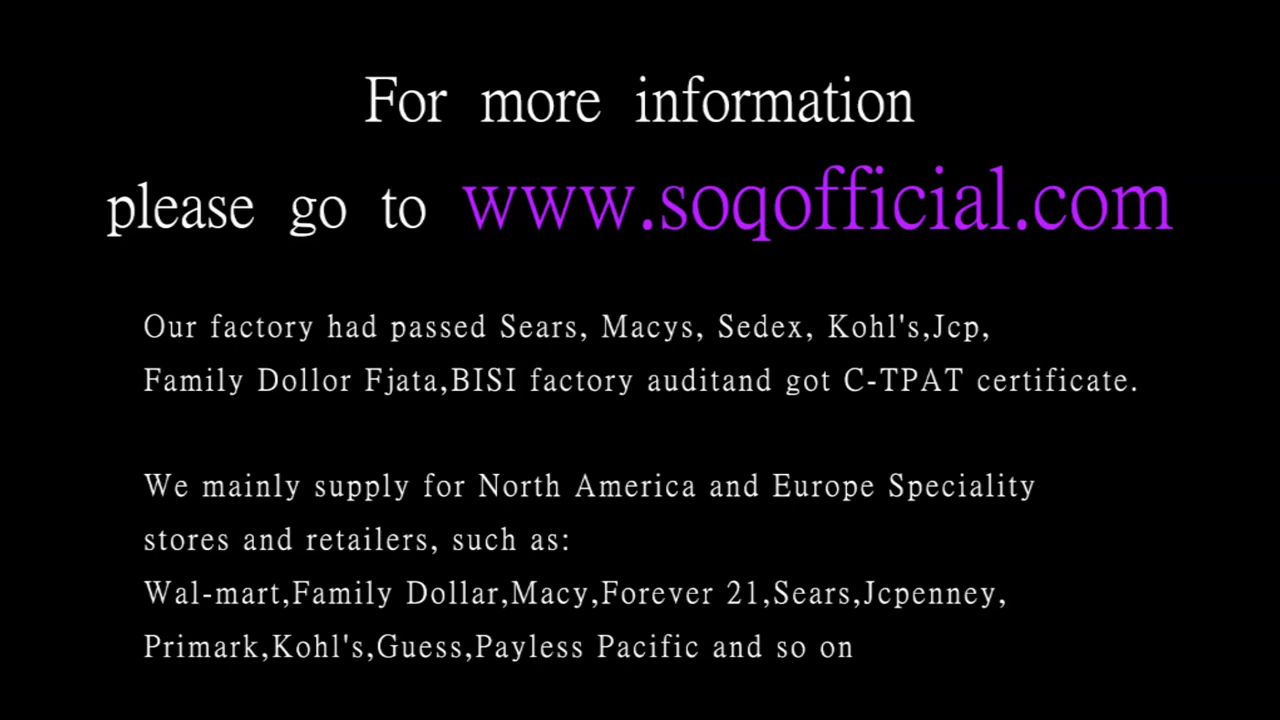 For more information
please go to www.soqofficial.com
Our factory had passed Sears, Macys, Sedex, Kohl's,Jcp,
Family Dollor Fjata,BISI factory auditand got C-TPAT certificate.
We mainly supply for North America and Europe Speciality
stores and retailers, such as:
Wal-mart,Family Dollar,Macy,Forever 21,Sears,Jcpenney,
Primark,Kohl's,Guess,Payless Pacific and so on